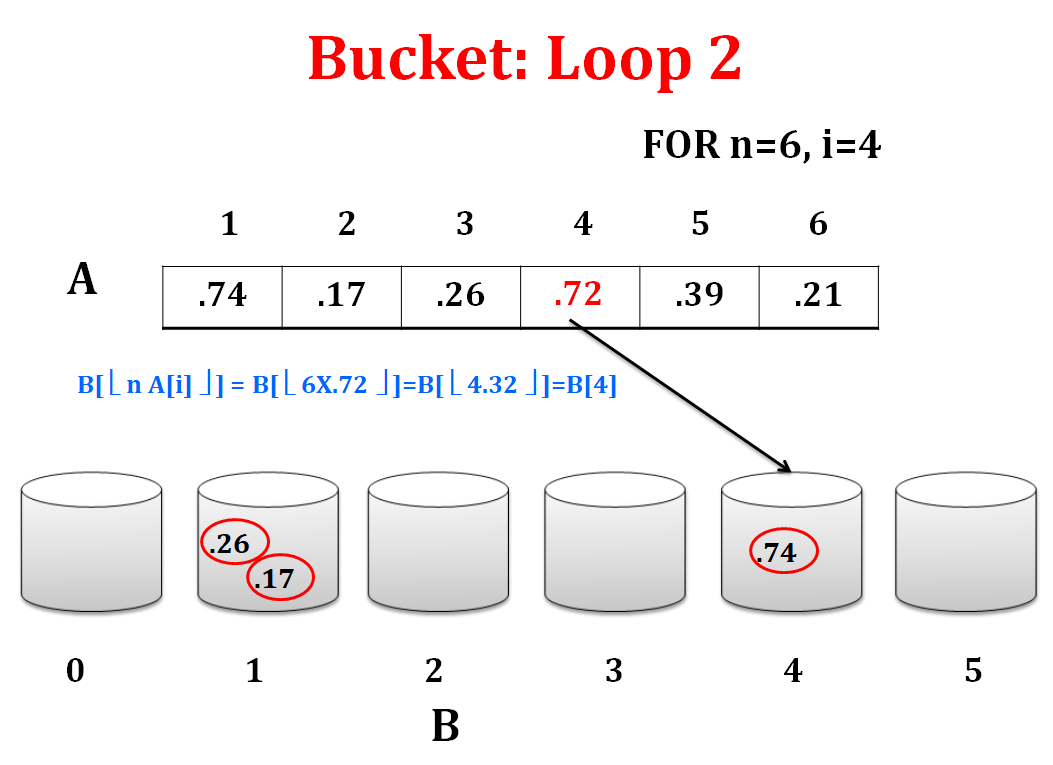 Bucket: Loop 2
FOR n=6, i=4
1 2 3 4 5 6
A
.74 .17 .26 .72 .39 .21
B[⌊ n A[i] ⌋] = B[⌊ 6X.72 ⌋]=B[⌊ 4.32 ⌋]=B[4]
.26
.17
.74
0 1 2 3 4 5
B